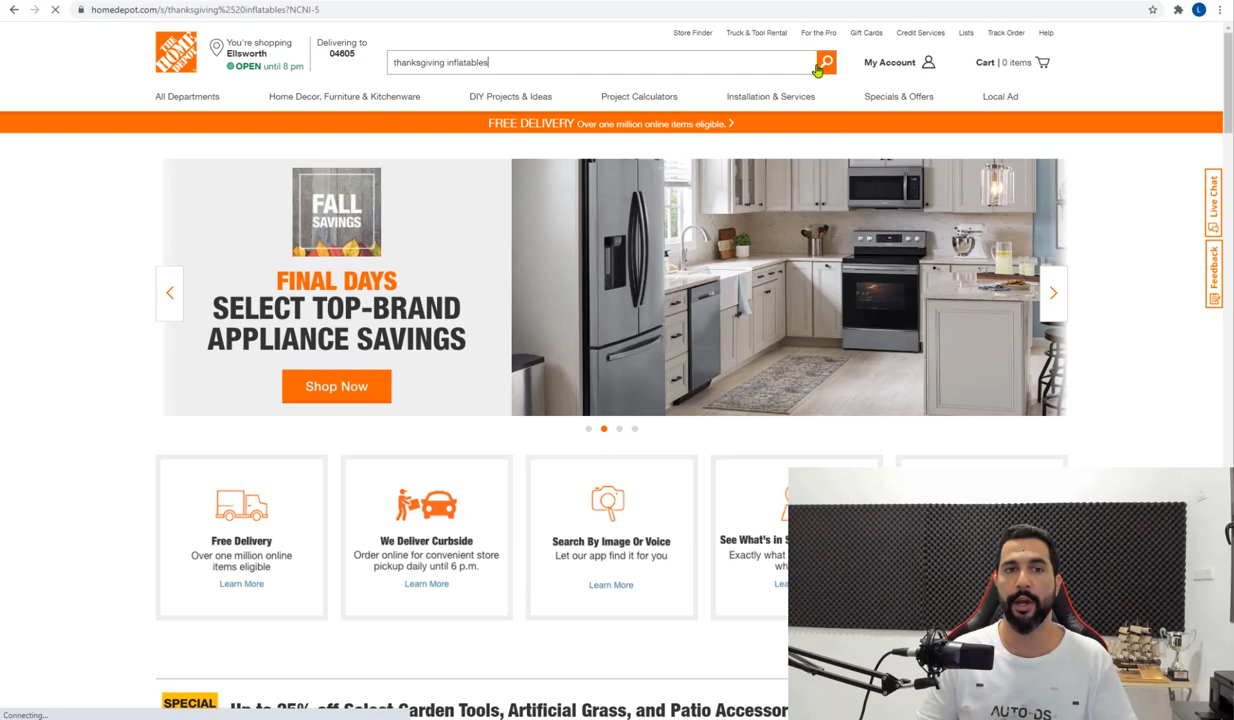 homedepot.com/s/thanksgiving%2520inflatables?NCNI-5
L
Store Finder
Truck & Tool Rental
For the Pro
Gift Cards
Credit Services
Lists
Track Order
Help
THE HOME DEPOT
You're shopping
Ellsworth
OPEN until 8 pm
Delivering to
04605
thanksgiving inflatables
My Account
Cart | 0 items
All Departments
Home Decor, Furniture & Kitchenware
DIY Projects & Ideas
Project Calculators
Installation & Services
Specials & Offers
Local Ad
FREE DELIVERY Over one million online items eligible. >
FALL
SAVINGS
FINAL DAYS
SELECT TOP-BRAND
APPLIANCE SAVINGS
Shop Now
Live Chat
Feedback
Free Delivery
Over one million online
items eligible
Learn More
We Deliver Curbside
Order online for convenient store
pickup daily until 6 p.m.
Learn More
Search By Image Or Voice
Let our app find it for you
Learn More
See What's in
Exactly what
SPECIAL
Up to 35% off Select Garden Tools, Artificial Grass, and Patio Accessor
Connecting...
AUTO-DS